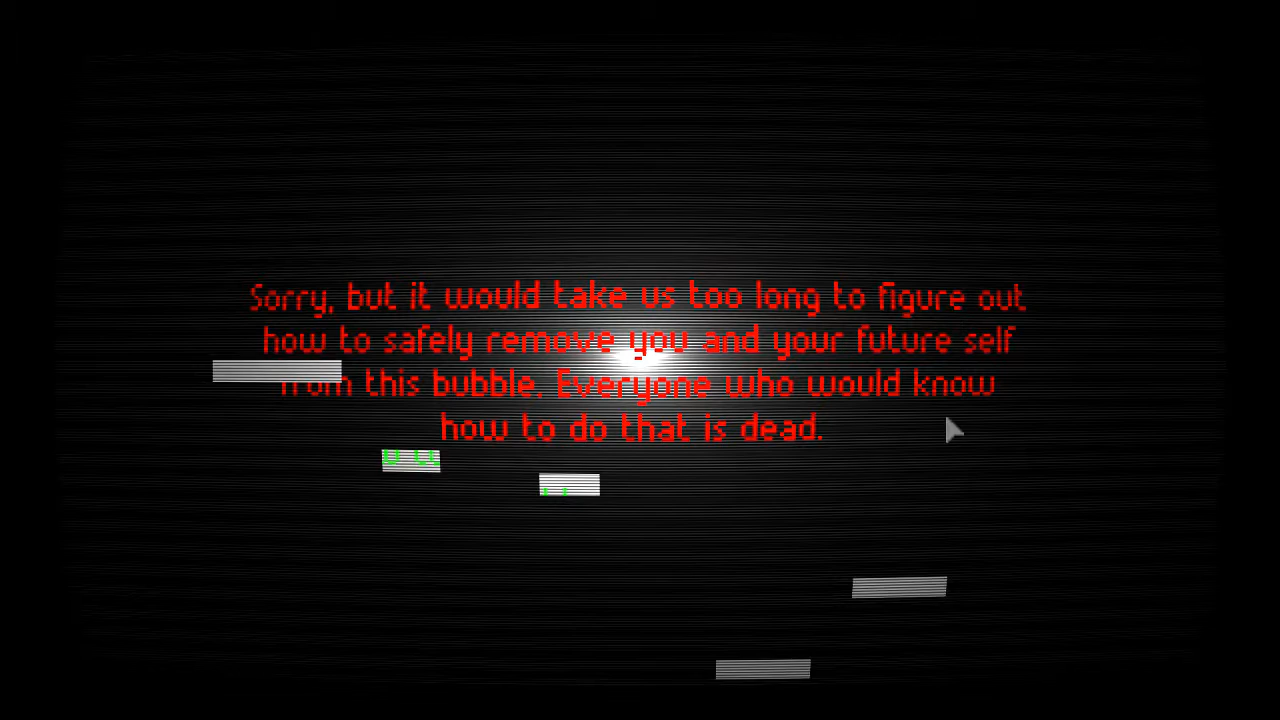 Sorry, but it would take us too long to figure out
how to safely remove you and your future self
from this bubble. Everyone who would know
how to do that is dead.